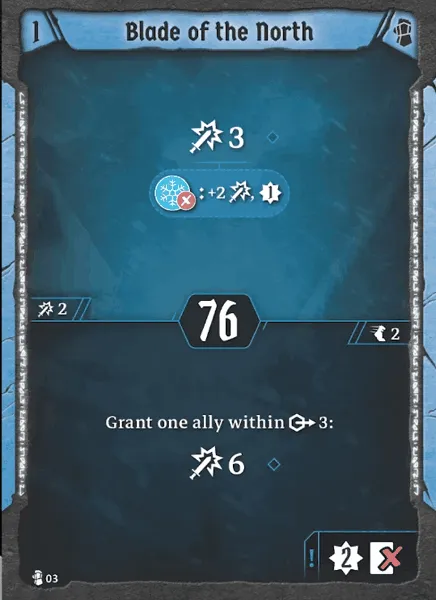 1 Blade of the North
3
: +2 , 1
2
76
2
Grant one ally within 3:
6
! 2
03